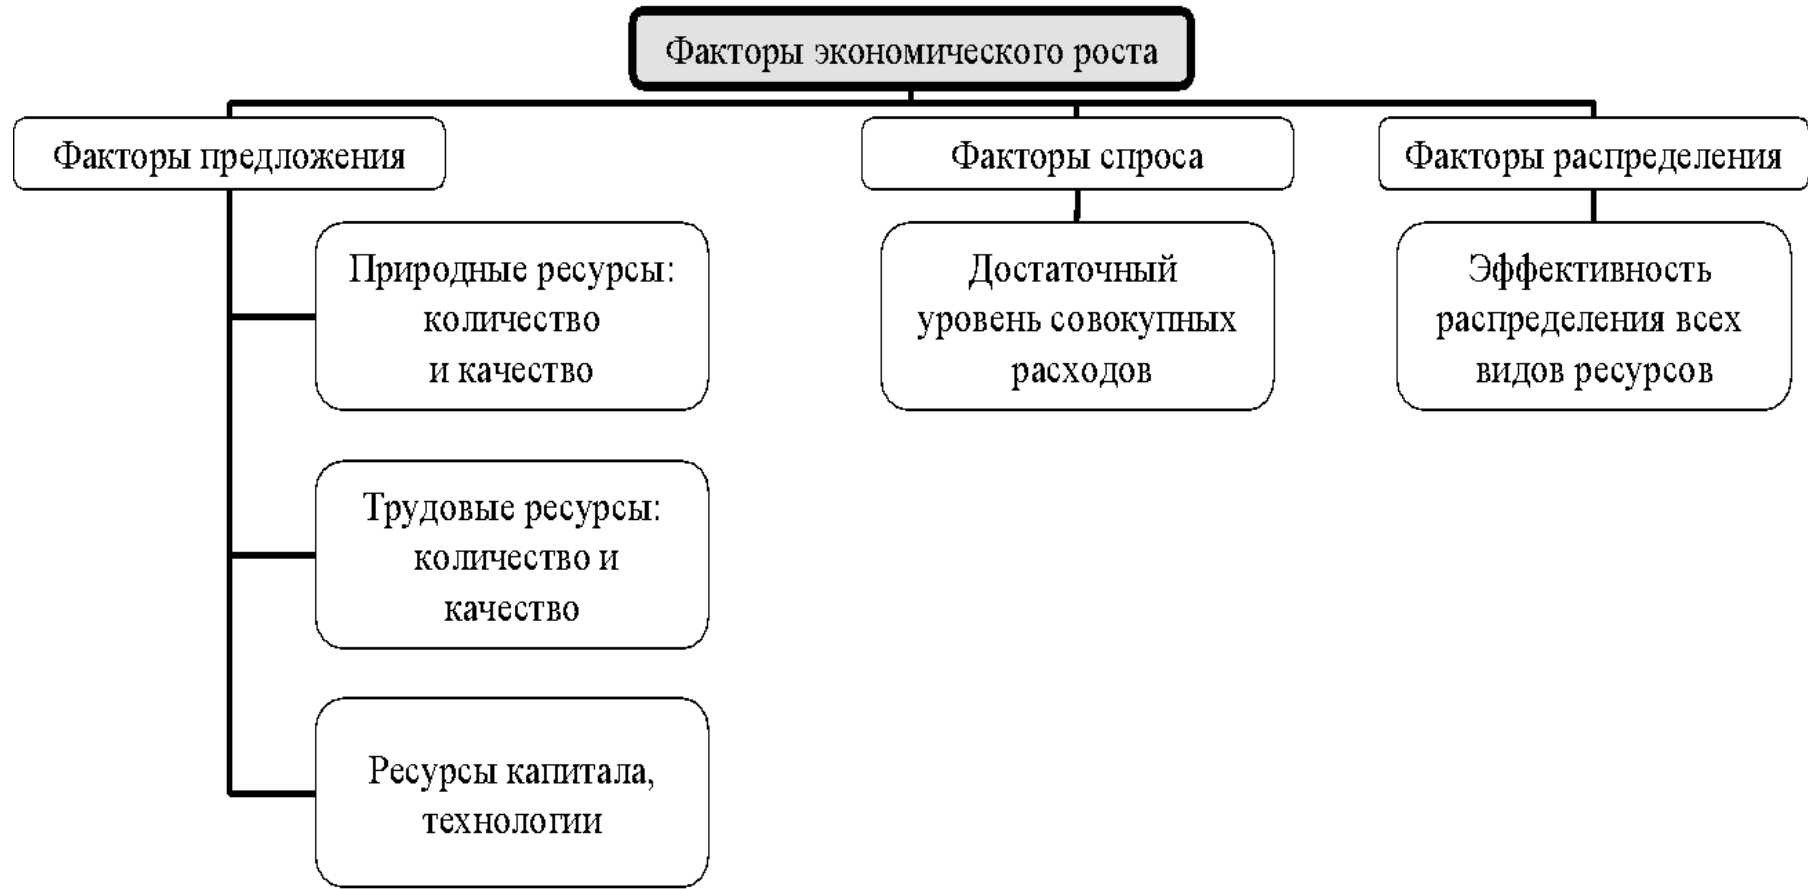 Факторы экономического роста
Факторы предложения
Факторы спроса
Факторы распределения
Природные ресурсы:
количество
и качество
Достаточный
уровень совокупных
расходов
Эффективность
распределения всех
видов ресурсов
Трудовые ресурсы:
количество и
качество
Ресурсы капитала,
технологии